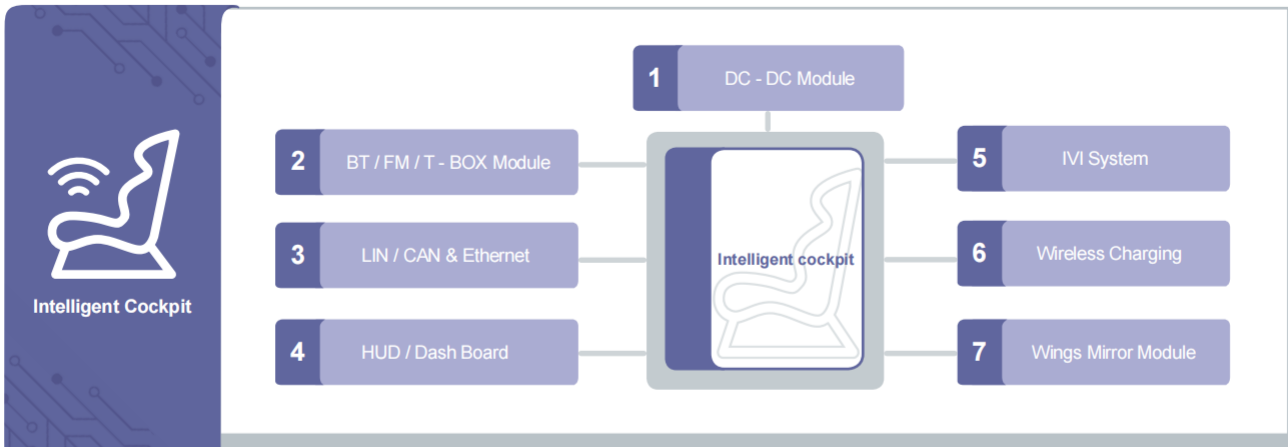 Intelligent Cockpit
1 DC - DC Module
2 BT / FM / T - BOX Module
3 LIN / CAN & Ethernet
4 HUD / Dash Board
Intelligent cockpit
5 IVI System
6 Wireless Charging
7 Wings Mirror Module